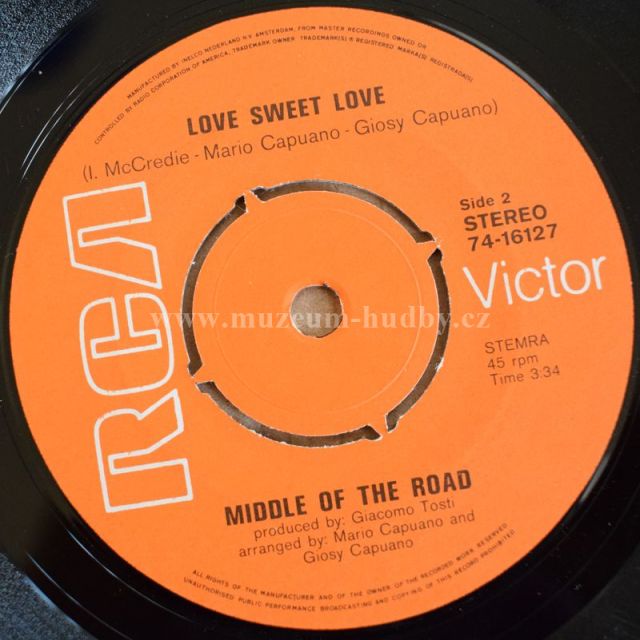 MANUFACTURED BY INELCO NEDERLAND N.V. AMSTERDAM, FROM MASTER RECORDINGS OWNED OR
CONTROLLED BY RADIO CORPORATION OF AMERICA, TRADEMARK OWNER. TRADEMARK(S) ® REGISTERED MARKA(S) REGISTRADA(S)
LOVE SWEET LOVE
(I. McCredie - Mario Capuano - Giosy Capuano)
Side 2
STEREO
74-16127
RCA
Victor
www.muzeum-hudby.cz
STEMRA
45 rpm
Time 3:34
MIDDLE OF THE ROAD
produced by: Giacomo Tosti
arranged by: Mario Capuano and
Giosy Capuano
ALL RIGHTS OF THE MANUFACTURER AND OF THE OWNER OF THE RECORDED WORK RESERVED
UNAUTHORISED PUBLIC PERFORMANCE BROADCASTING AND COPYING OF THIS RECORD PROHIBITED